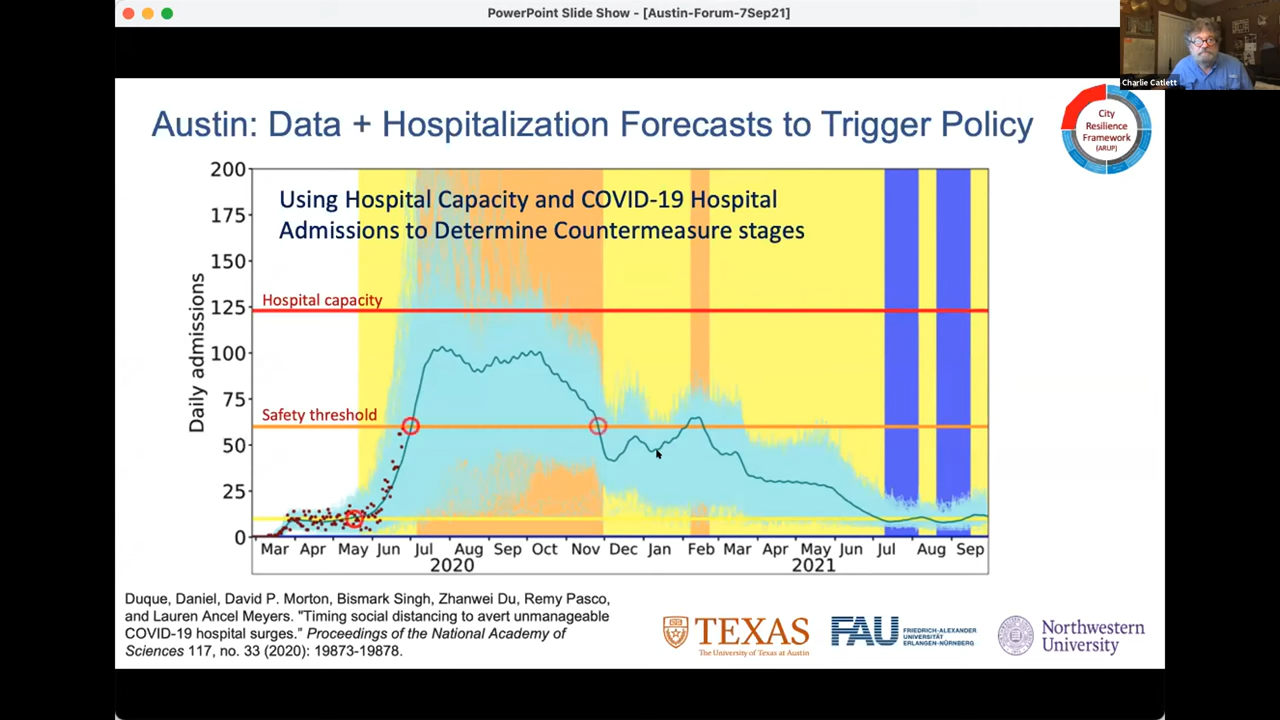 PowerPoint Slide Show - [Austin-Forum-7Sep21]
Charlie Catlett
Austin: Data + Hospitalization Forecasts to Trigger Policy
City
Resilience
Framework
(ARUP)
Using Hospital Capacity and COVID-19 Hospital
Admissions to Determine Countermeasure stages
Daily admissions
200
175
150
125
100
75
50
25
0
Hospital capacity
Safety threshold
Mar Apr May Jun Jul Aug Sep Oct Nov Dec Jan Feb Mar Apr May Jun Jul Aug Sep
2020 2021
Duque, Daniel, David P. Morton, Bismark Singh, Zhanwei Du, Remy Pasco,
and Lauren Ancel Meyers. "Timing social distancing to avert unmanageable
COVID-19 hospital surges." Proceedings of the National Academy of
Sciences 117, no. 33 (2020): 19873-19878.
TEXAS
The University of Texas at Austin
FAU
FRIEDRICH-ALEXANDER
UNIVERSITÄT
ERLANGEN-NÜRNBERG
Northwestern
University